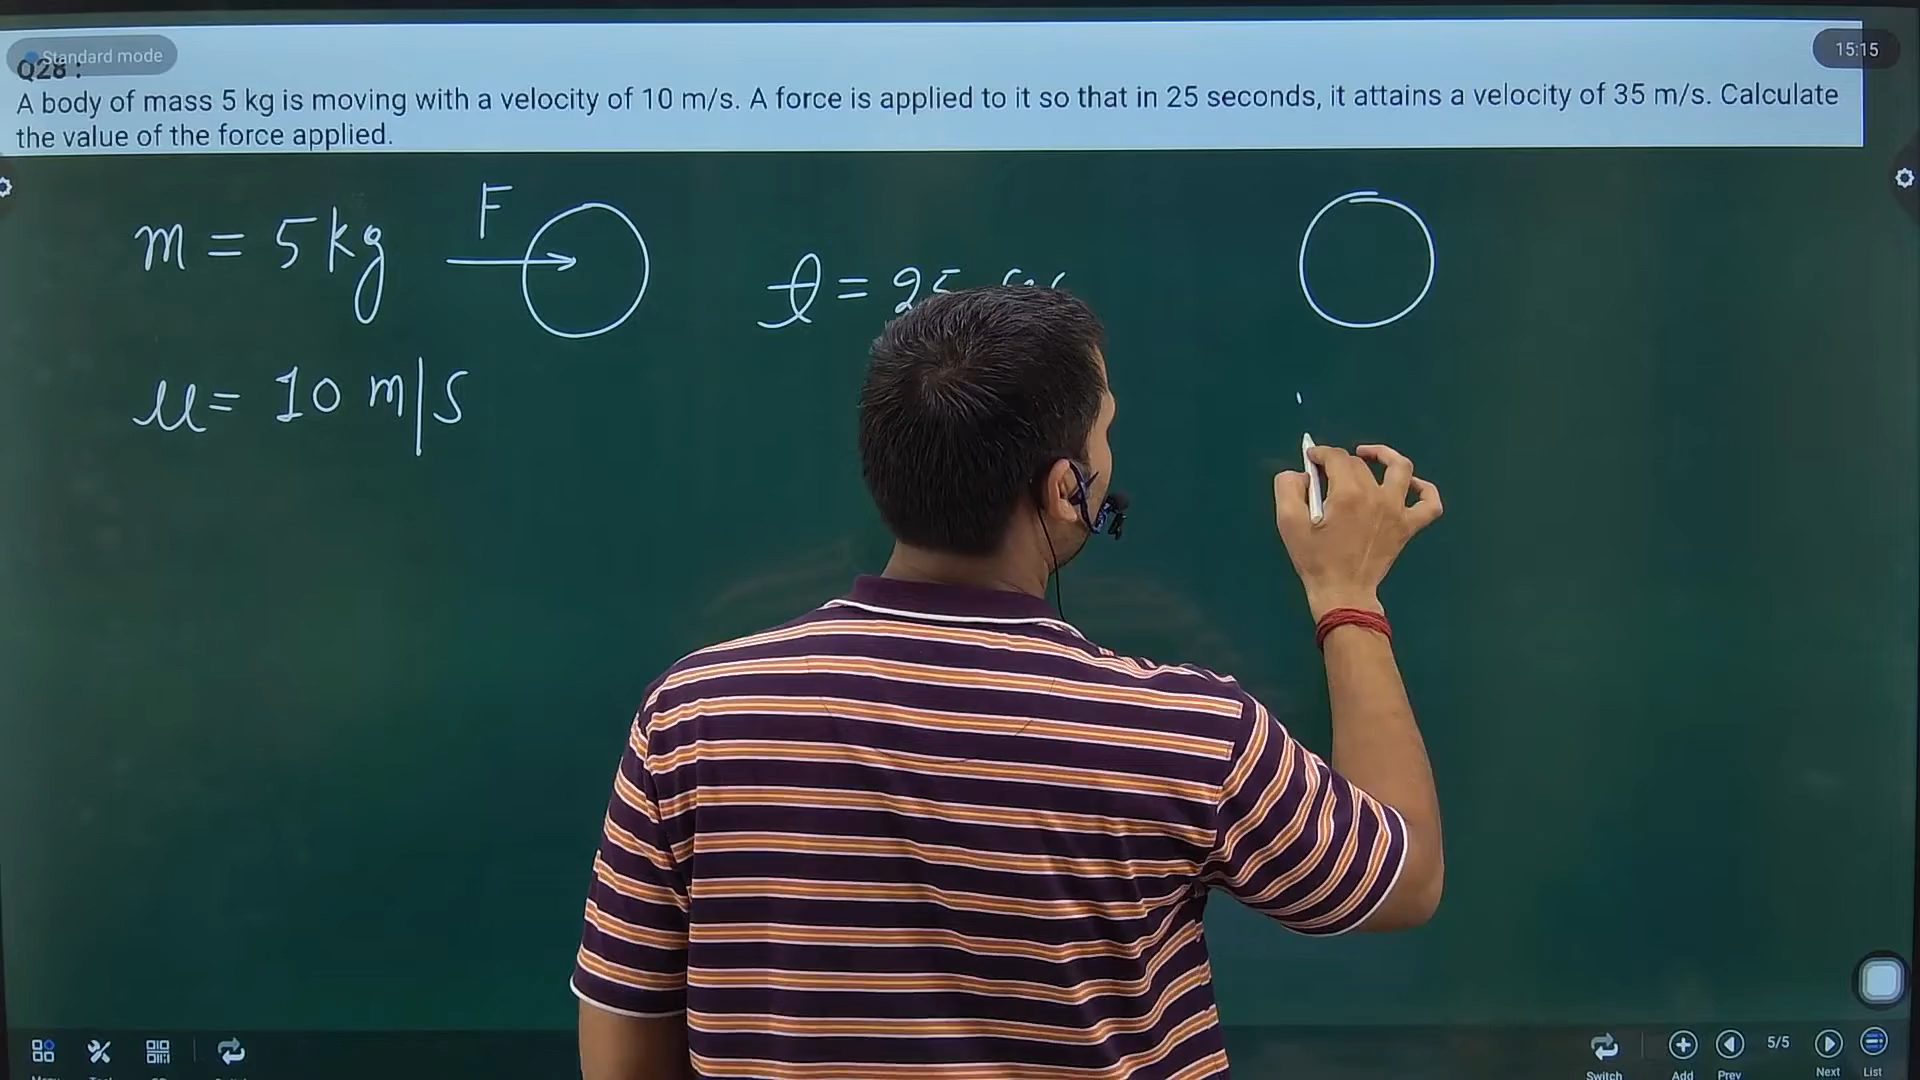 Standard mode
15:15
Q28 :
A body of mass 5 kg is moving with a velocity of 10 m/s. A force is applied to it so that in 25 seconds, it attains a velocity of 35 m/s. Calculate
the value of the force applied.
m = 5 kg
F
t = 25
u = 10 m/s
5/5
Switch
Add
Prev
Next
List